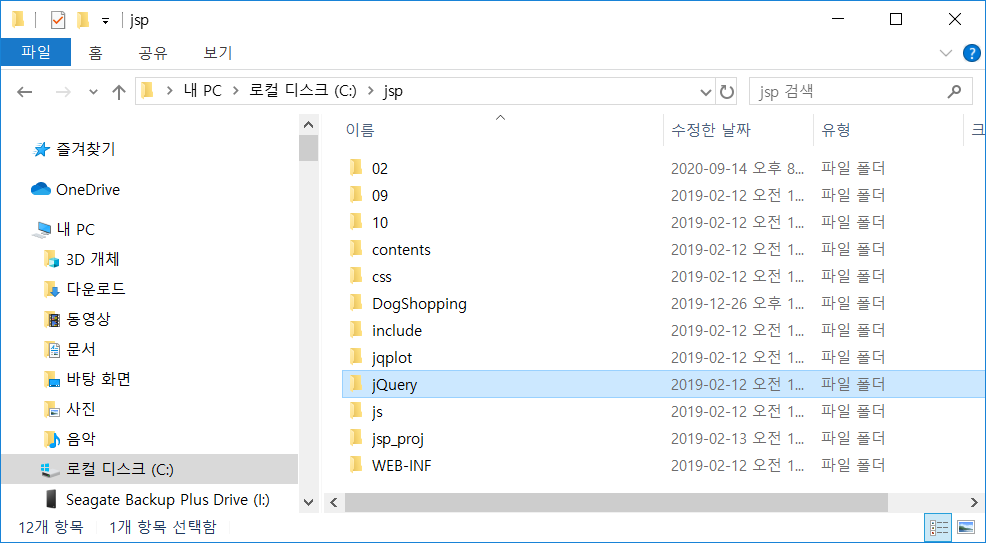 jsp
파일 홈 공유 보기
내 PC 로컬 디스크 (C:) jsp jsp 검색
이름 수정한 날짜 유형 크
즐겨찾기
OneDrive
내 PC
3D 개체
다운로드
동영상
문서
바탕 화면
사진
음악
로컬 디스크 (C:)
Seagate Backup Plus Drive (I:)
02 2020-09-14 오후 8... 파일 폴더
09 2019-02-12 오전 1... 파일 폴더
10 2019-02-12 오전 1... 파일 폴더
contents 2019-02-12 오전 1... 파일 폴더
css 2019-02-12 오전 1... 파일 폴더
DogShopping 2019-12-26 오후 1... 파일 폴더
include 2019-02-12 오전 1... 파일 폴더
jqplot 2019-02-12 오전 1... 파일 폴더
jQuery 2019-02-12 오전 1... 파일 폴더
js 2019-02-12 오전 1... 파일 폴더
jsp_proj 2019-02-13 오전 1... 파일 폴더
WEB-INF 2019-02-12 오전 1... 파일 폴더
12개 항목 1개 항목 선택함